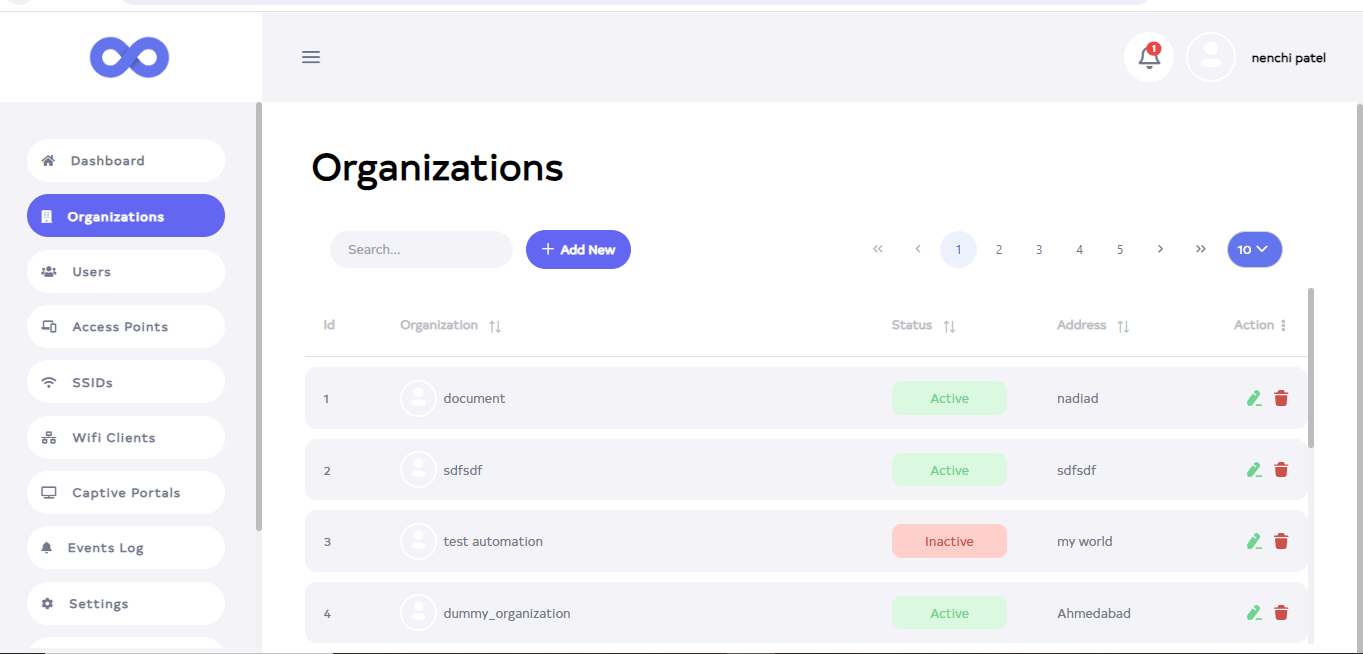 1
nenchi patel
Dashboard
Organizations
Users
Access Points
SSIDs
Wifi Clients
Captive Portals
Events Log
Settings
Organizations
Search...
+ Add New
« ‹ 1 2 3 4 5 › » 10
Id Organization Status Address Action
1 document Active nadiad
2 sdfsdf Active sdfsdf
3 test automation Inactive my world
4 dummy_organization Active Ahmedabad